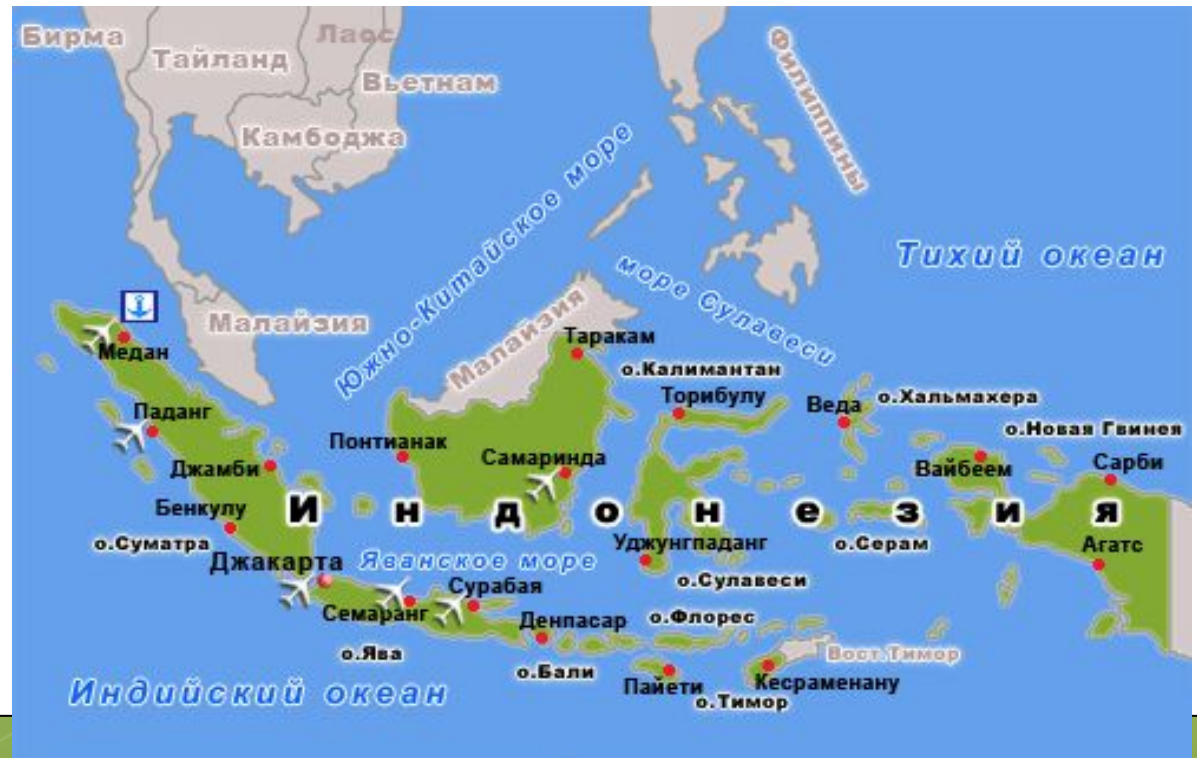 Бирма
Лаос
Тайланд
Вьетнам
Камбоджа
Филиппины
Южно-Китайское море
Тихий океан
море Сулавеси
Малайзия
Малайзия
Медан
Таракам
о.Калимантан
Торибулу
Веда
о.Хальмахера
Паданг
Понтианак
о.Новая Гвинея
Джамби
Самаринда
Вайбеем
Сарби
Бенкулу
Индонезия
о.Суматра
Уджунгпаданг
о.Серам
Агатс
Джакарта
Яванское море
о.Сулавеси
Семаранг
Сурабая
Денпасар
о.Флорес
о.Ява
Вост.Тимор
о.Бали
Пайети
Кесраменану
Индийский океан
о.Тимор